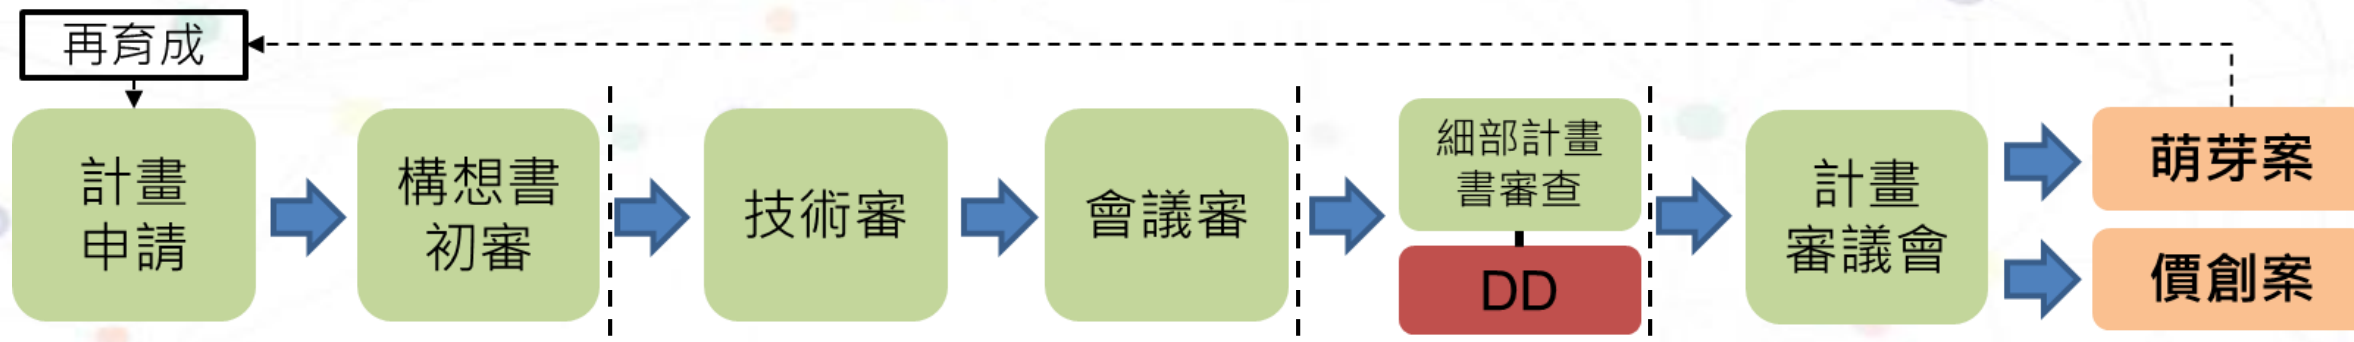 再育成
計畫
申請
構想書
初審
技術審
會議審
細部計畫
書審查
DD
計畫
審議會
萌芽案
價創案